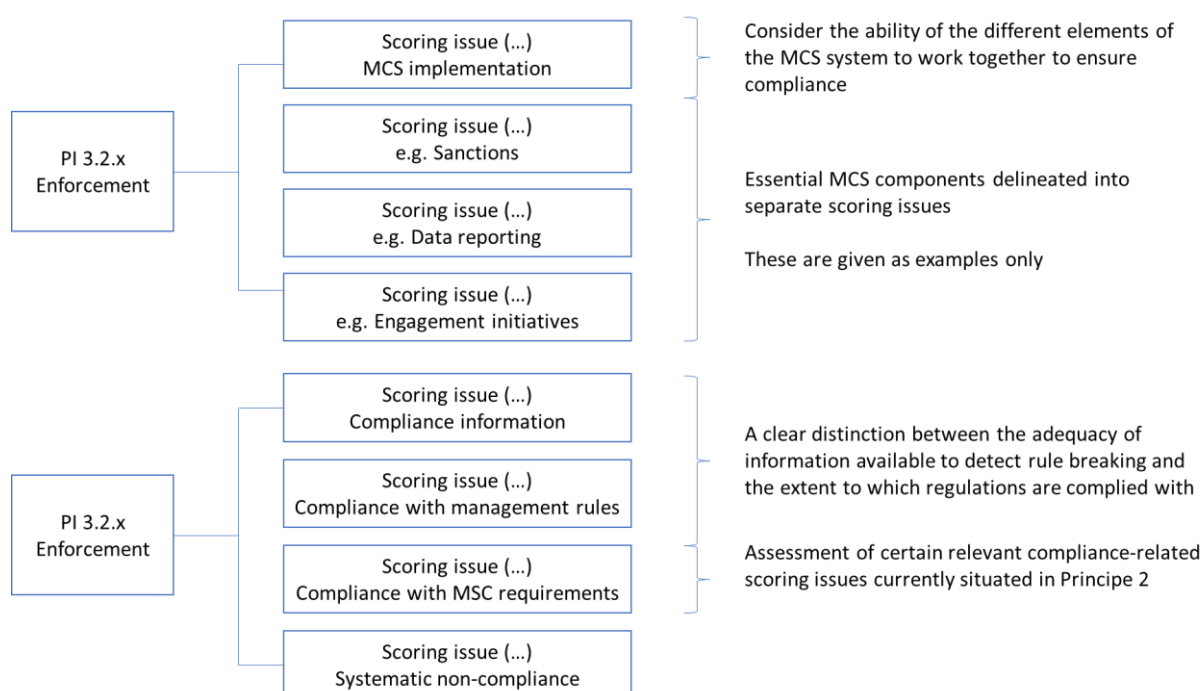 Scoring issue (…)
MCS implementation
Consider the ability of the different elements of
the MCS system to work together to ensure
compliance
PI 3.2.x
Enforcement
Scoring issue (…)
e.g. Sanctions
Scoring issue (…)
e.g. Data reporting
Scoring issue (…)
e.g. Engagement initiatives
Essential MCS components delineated into
separate scoring issues
These are given as examples only
PI 3.2.x
Enforcement
Scoring issue (…)
Compliance information
Scoring issue (…)
Compliance with management rules
A clear distinction between the adequacy of
information available to detect rule breaking and
the extent to which regulations are complied with
Scoring issue (…)
Compliance with MSC requirements
Assessment of certain relevant compliance-related
scoring issues currently situated in Principe 2
Scoring issue (…)
Systematic non-compliance